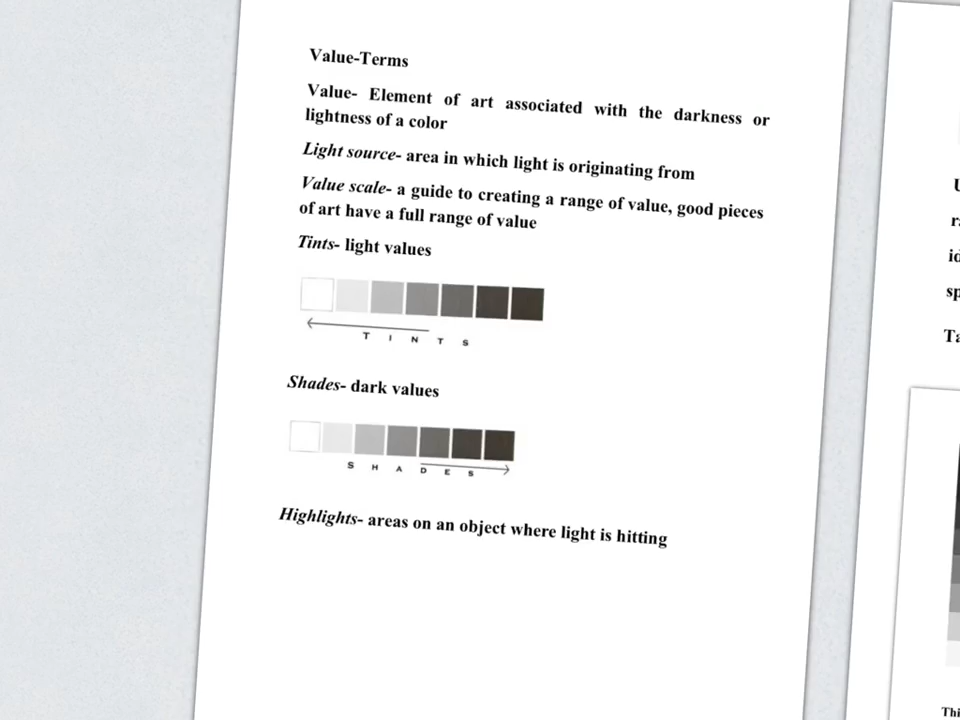 Value-Terms
Value- Element of art associated with the darkness or
lightness of a color
Light source- area in which light is originating from
Value scale- a guide to creating a range of value, good pieces
of art have a full range of value
Tints- light values
T I N T S
Shades- dark values
S H A D E S
Highlights- areas on an object where light is hitting